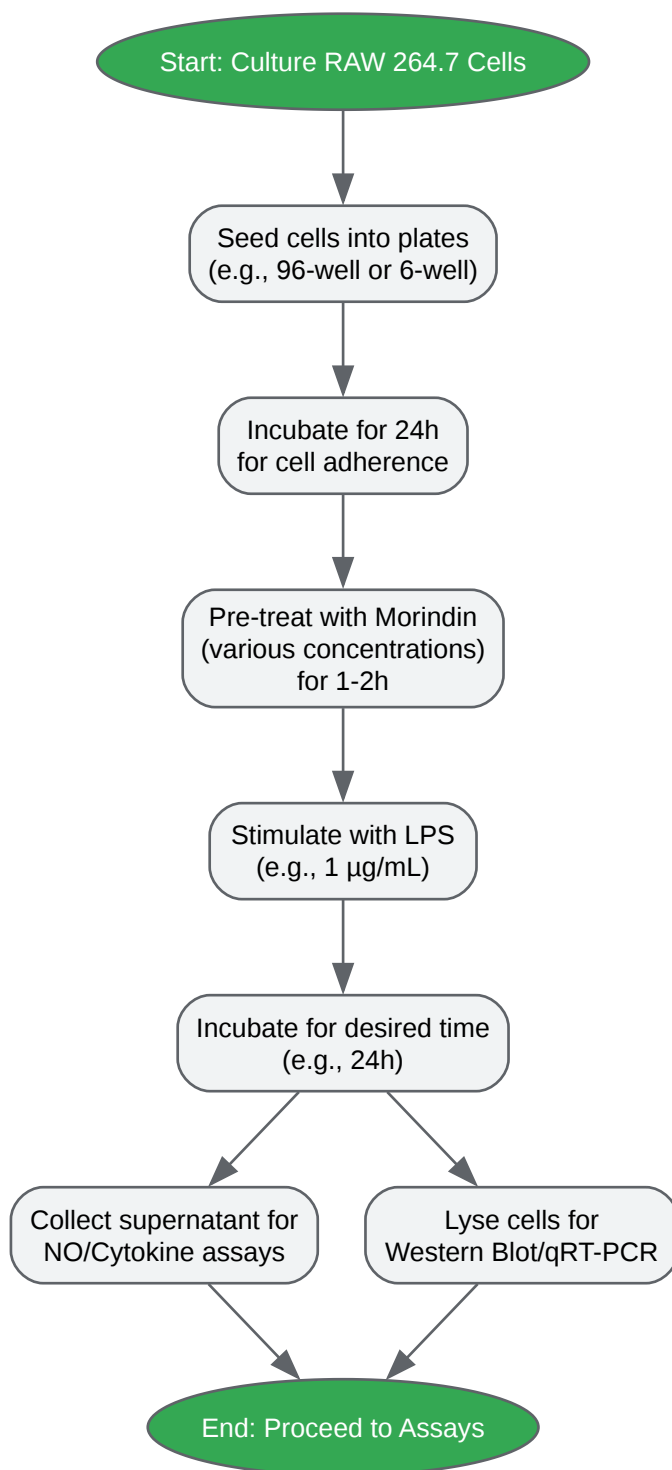 Start: Culture RAW 264.7 Cells
Seed cells into plates
(e.g., 96-well or 6-well)
Incubate for 24h
for cell adherence
Pre-treat with Morindin
(various concentrations)
for 1-2h
Stimulate with LPS
(e.g., 1 µg/mL)
Incubate for desired time
(e.g., 24h)
Collect supernatant for
NO/Cytokine assays
Lyse cells for
Western Blot/qRT-PCR
End: Proceed to Assays